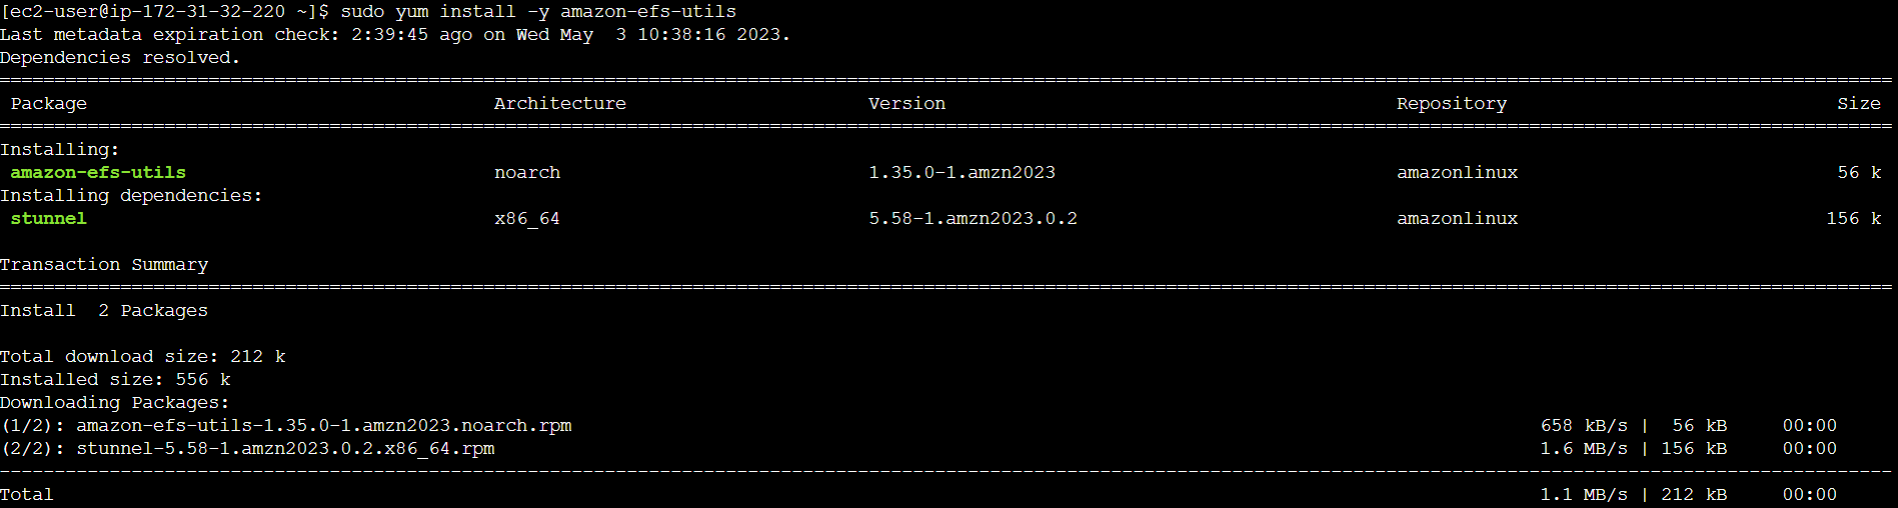 [ec2-user@ip-172-31-32-220 ~]$ sudo yum install -y amazon-efs-utils
Last metadata expiration check: 2:39:45 ago on Wed May  3 10:38:16 2023.
Dependencies resolved.
Package Architecture Version Repository Size
Installing:
amazon-efs-utils noarch 1.35.0-1.amzn2023 amazonlinux 56 k
Installing dependencies:
stunnel x86_64 5.58-1.amzn2023.0.2 amazonlinux 156 k
Transaction Summary
Install  2 Packages
Total download size: 212 k
Installed size: 556 k
Downloading Packages:
(1/2): amazon-efs-utils-1.35.0-1.amzn2023.noarch.rpm 658 kB/s |  56 kB 00:00
(2/2): stunnel-5.58-1.amzn2023.0.2.x86_64.rpm 1.6 MB/s | 156 kB 00:00
Total 1.1 MB/s | 212 kB 00:00